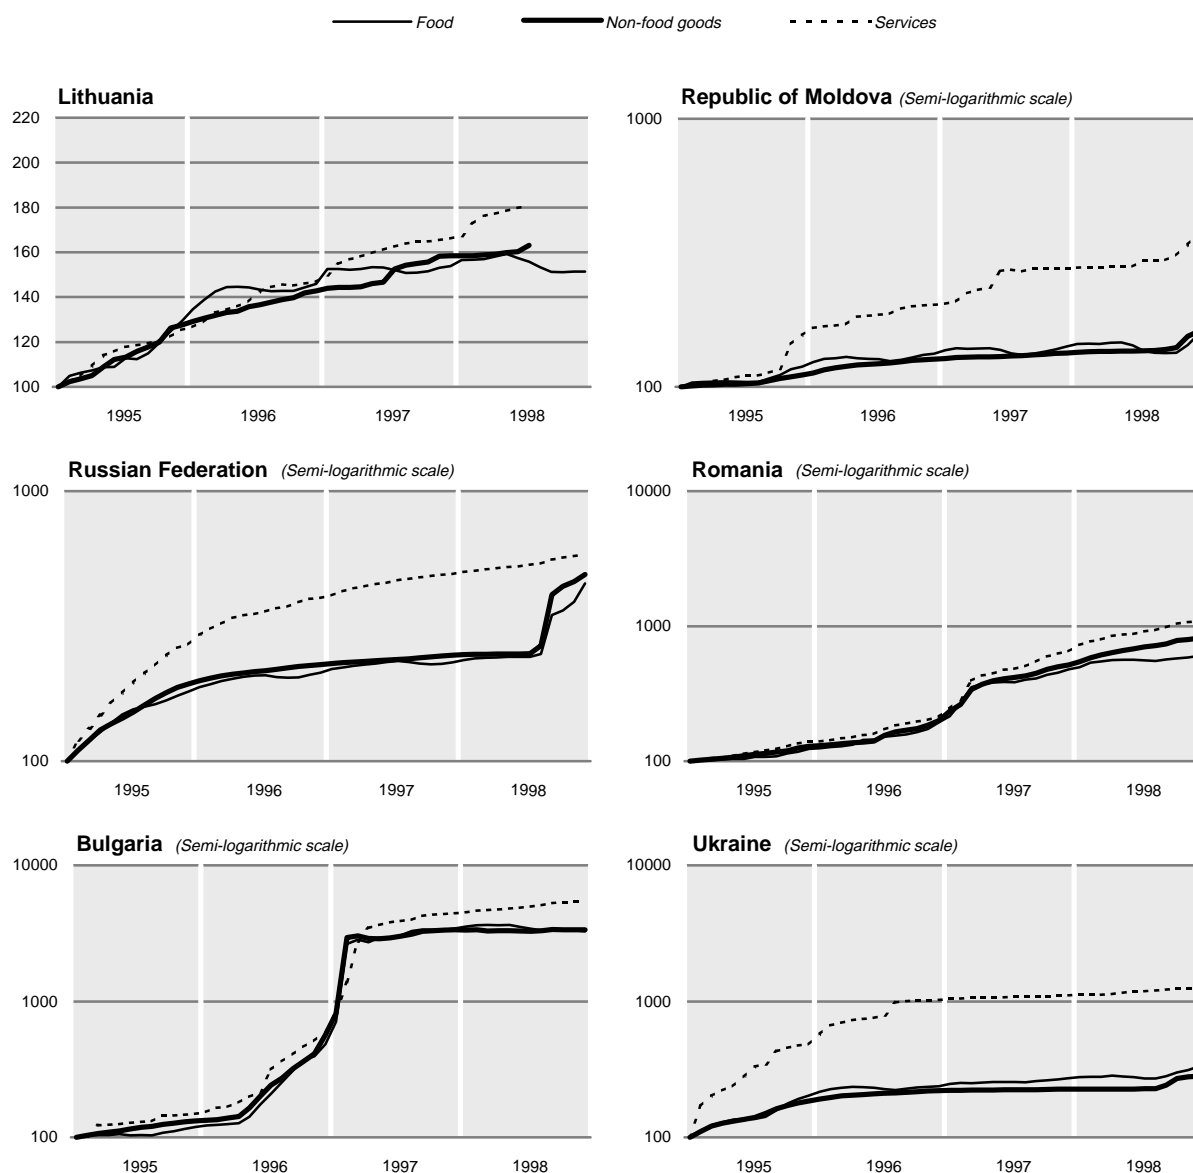 Food Non-food goods Services
Lithuania
220
200
180
160
140
120
100
1995 1996 1997 1998
Republic of Moldova (Semi-logarithmic scale)
1000
100
1995 1996 1997 1998
Russian Federation (Semi-logarithmic scale)
1000
100
1995 1996 1997 1998
Romania (Semi-logarithmic scale)
10000
1000
100
1995 1996 1997 1998
Bulgaria (Semi-logarithmic scale)
10000
1000
100
1995 1996 1997 1998
Ukraine (Semi-logarithmic scale)
10000
1000
100
1995 1996 1997 1998